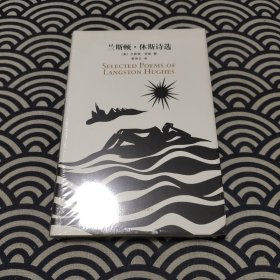 兰斯顿·休斯诗选
SELECTED POEMS OF
LANGSTON HUGHES